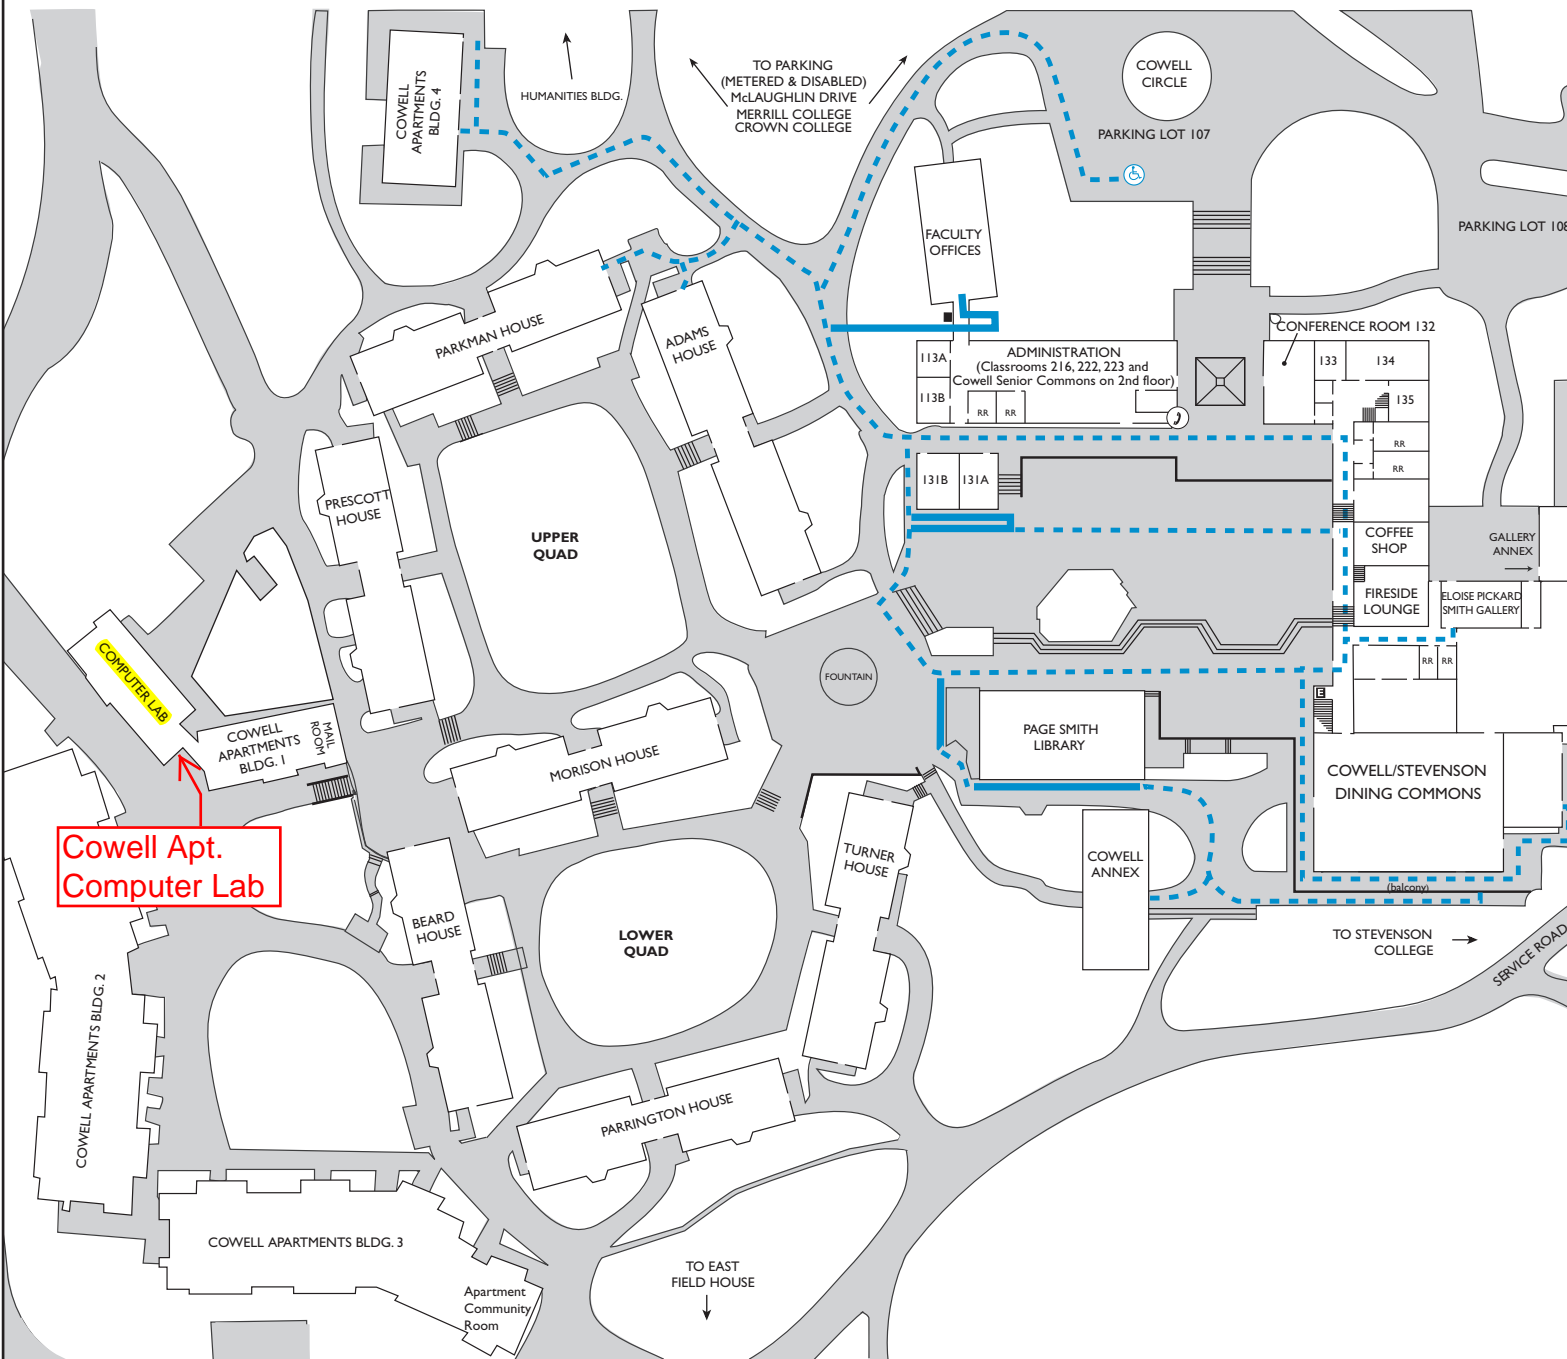 COWELL
APARTMENTS
BLDG. 4
HUMANITIES BLDG.
TO PARKING
(METERED & DISABLED)
McLAUGHLIN DRIVE
MERRILL COLLEGE
CROWN COLLEGE
COWELL
CIRCLE
PARKING LOT 107
PARKING LOT 108
FACULTY
OFFICES
PARKMAN HOUSE
ADAMS
HOUSE
113A
113B
ADMINISTRATION
(Classrooms 216, 222, 223 and
Cowell Senior Commons on 2nd floor)
RR
RR
CONFERENCE ROOM 132
133
134
135
RR
RR
131B
131A
PRESCOTT
HOUSE
UPPER
QUAD
COFFEE
SHOP
GALLERY
ANNEX
FIRESIDE
LOUNGE
ELOISE PICKARD
SMITH GALLERY
COMPUTER LAB
COWELL
APARTMENTS
BLDG. 1
MAIL
ROOM
FOUNTAIN
RR
RR
E
MORISON HOUSE
PAGE SMITH
LIBRARY
COWELL/STEVENSON
DINING COMMONS
Cowell Apt.
Computer Lab
TURNER
HOUSE
COWELL
ANNEX
(balcony)
BEARD
HOUSE
LOWER
QUAD
TO STEVENSON
COLLEGE
SERVICE ROAD
COWELL APARTMENTS BLDG. 2
PARRINGTON HOUSE
COWELL APARTMENTS BLDG. 3
TO EAST
FIELD HOUSE
Apartment
Community
Room